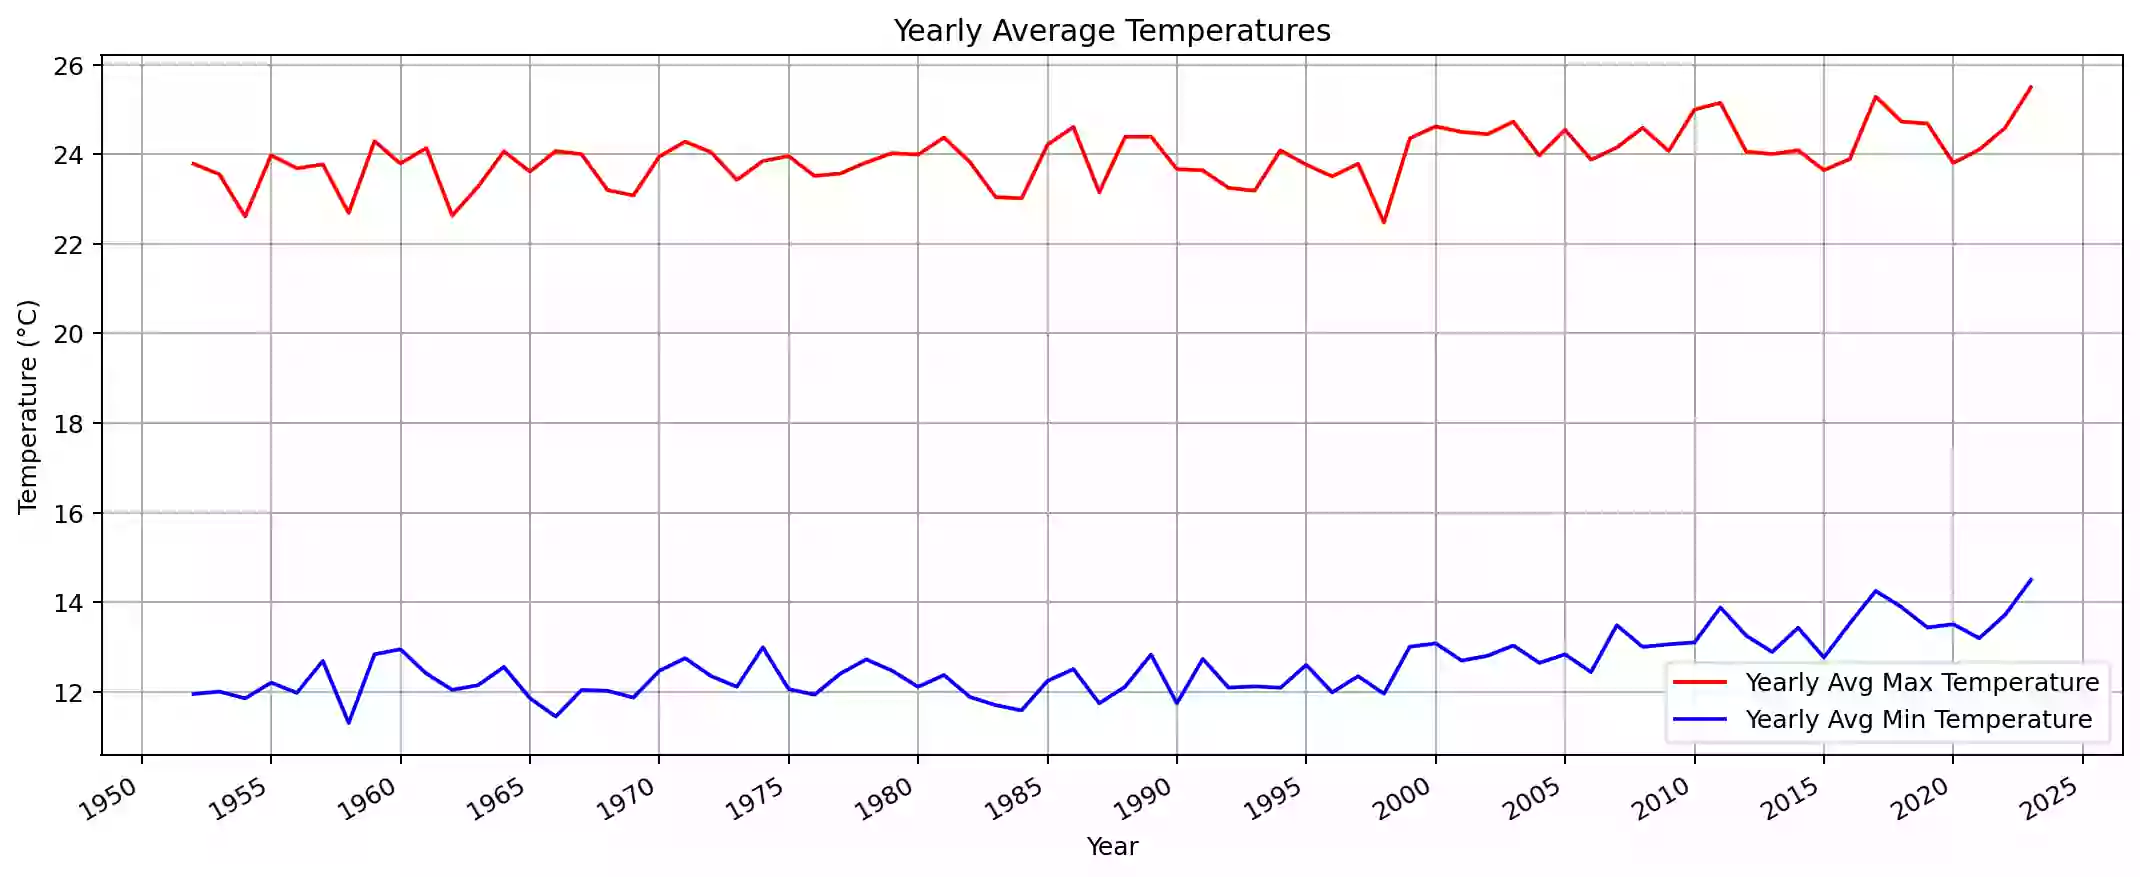 Yearly Average Temperatures
26
24
22
20
18
16
14
12
Temperature (°C)
Yearly Avg Max Temperature
Yearly Avg Min Temperature
1950 1955 1960 1965 1970 1975 1980 1985 1990 1995 2000 2005 2010 2015 2020 2025
Year